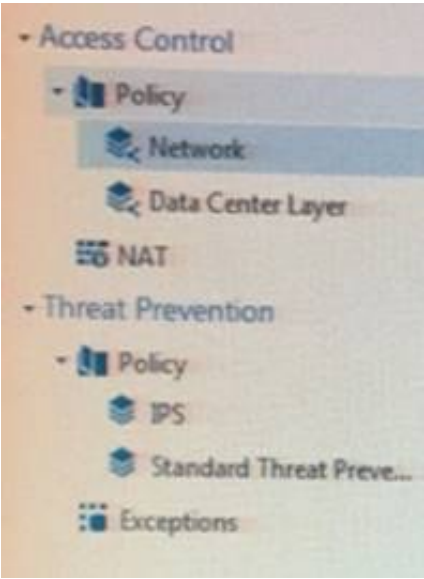 Access Control
Policy
Network
Data Center Layer
NAT
Threat Prevention
Policy
IPS
Standard Threat Preve...
Exceptions